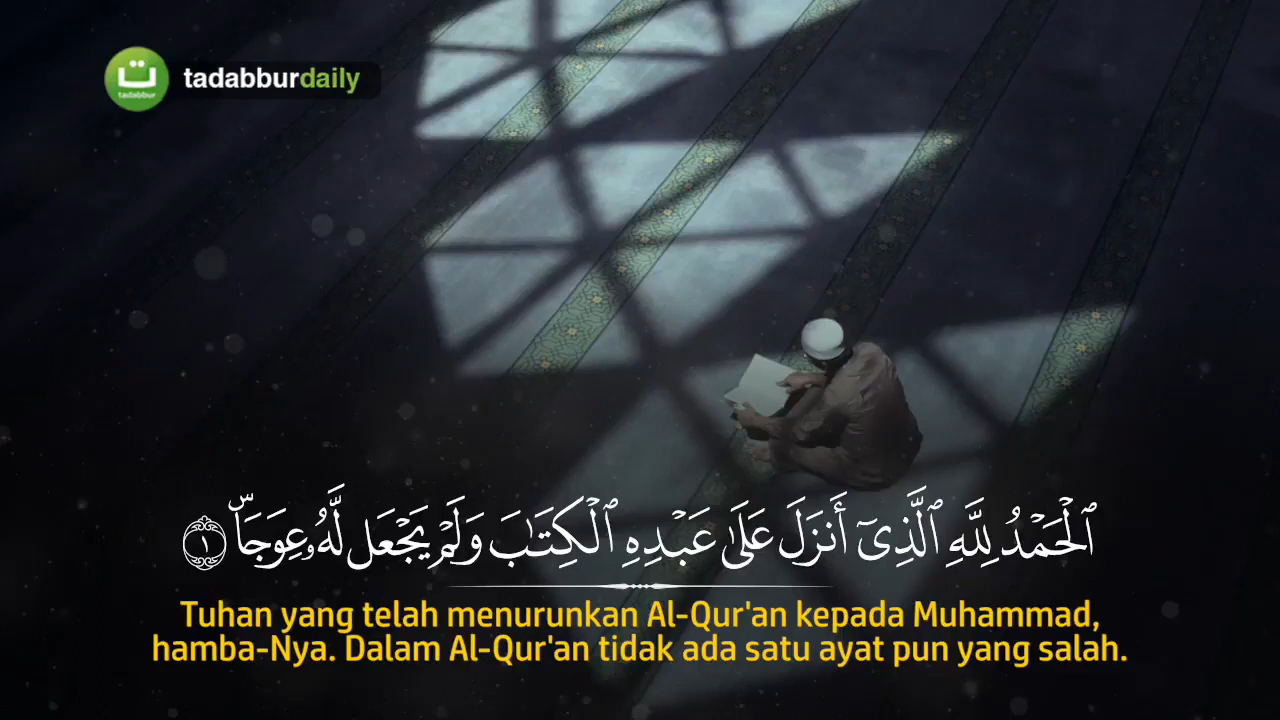 ت
tadabbur
tadabburdaily
ٱلْحَمْدُ لِلَّهِ ٱلَّذِىٓ أَنزَلَ عَلَىٰ عَبْدِهِ ٱلْكِتَـٰبَ وَلَمْ يَجْعَل لَّهُۥ عِوَجَاۜ ١
Tuhan yang telah menurunkan Al-Qur'an kepada Muhammad,
hamba-Nya. Dalam Al-Qur'an tidak ada satu ayat pun yang salah.